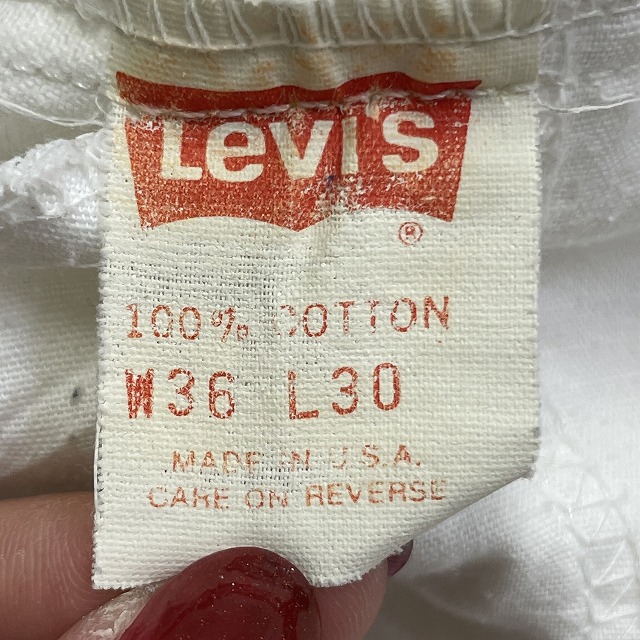 Levi's
®
100% COTTON
W36 L30
MADE IN U.S.A.
CARE ON REVERSE